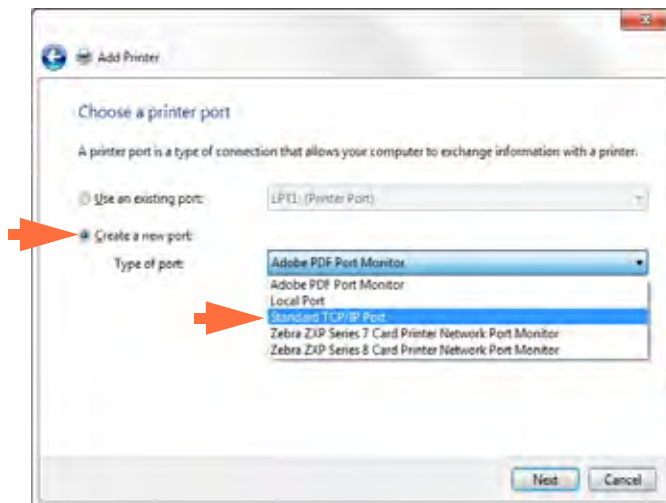 Add Printer
Choose a printer port
A printer port is a type of connection that allows your computer to exchange information with a printer.
Use an existing port: LPT1: (Printer Port)
Create a new port:
Type of port: Adobe PDF Port Monitor
Adobe PDF Port Monitor
Local Port
Standard TCP/IP Port
Zebra ZXP Series 7 Card Printer Network Port Monitor
Zebra ZXP Series 8 Card Printer Network Port Monitor
Next Cancel